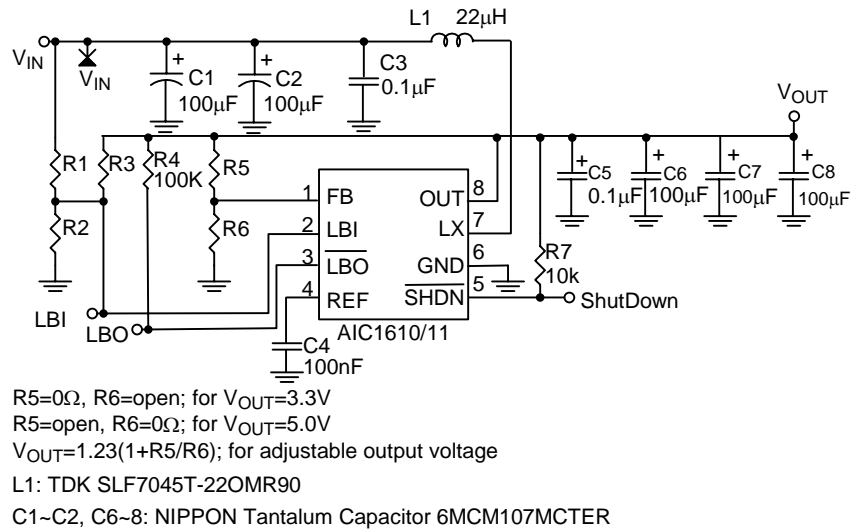 L1 22μH
VIN
VIN
C1
100μF
C2
100μF
C3
0.1μF
VOUT
R1
R2
R3
R4
100K
R5
R6
1 FB
2 LBI
3 LBO
4 REF
OUT 8
LX 7
GND 6
SHDN 5
AIC1610/11
C5
0.1μF
C6
100μF
C7
100μF
C8
100μF
R7
10k
ShutDown
LBI
LBO
C4
100nF
R5=0Ω, R6=open; for VOUT=3.3V
R5=open, R6=0Ω; for VOUT=5.0V
VOUT=1.23(1+R5/R6); for adjustable output voltage
L1: TDK SLF7045T-22OMR90
C1~C2, C6~8: NIPPON Tantalum Capacitor 6MCM107MCTER